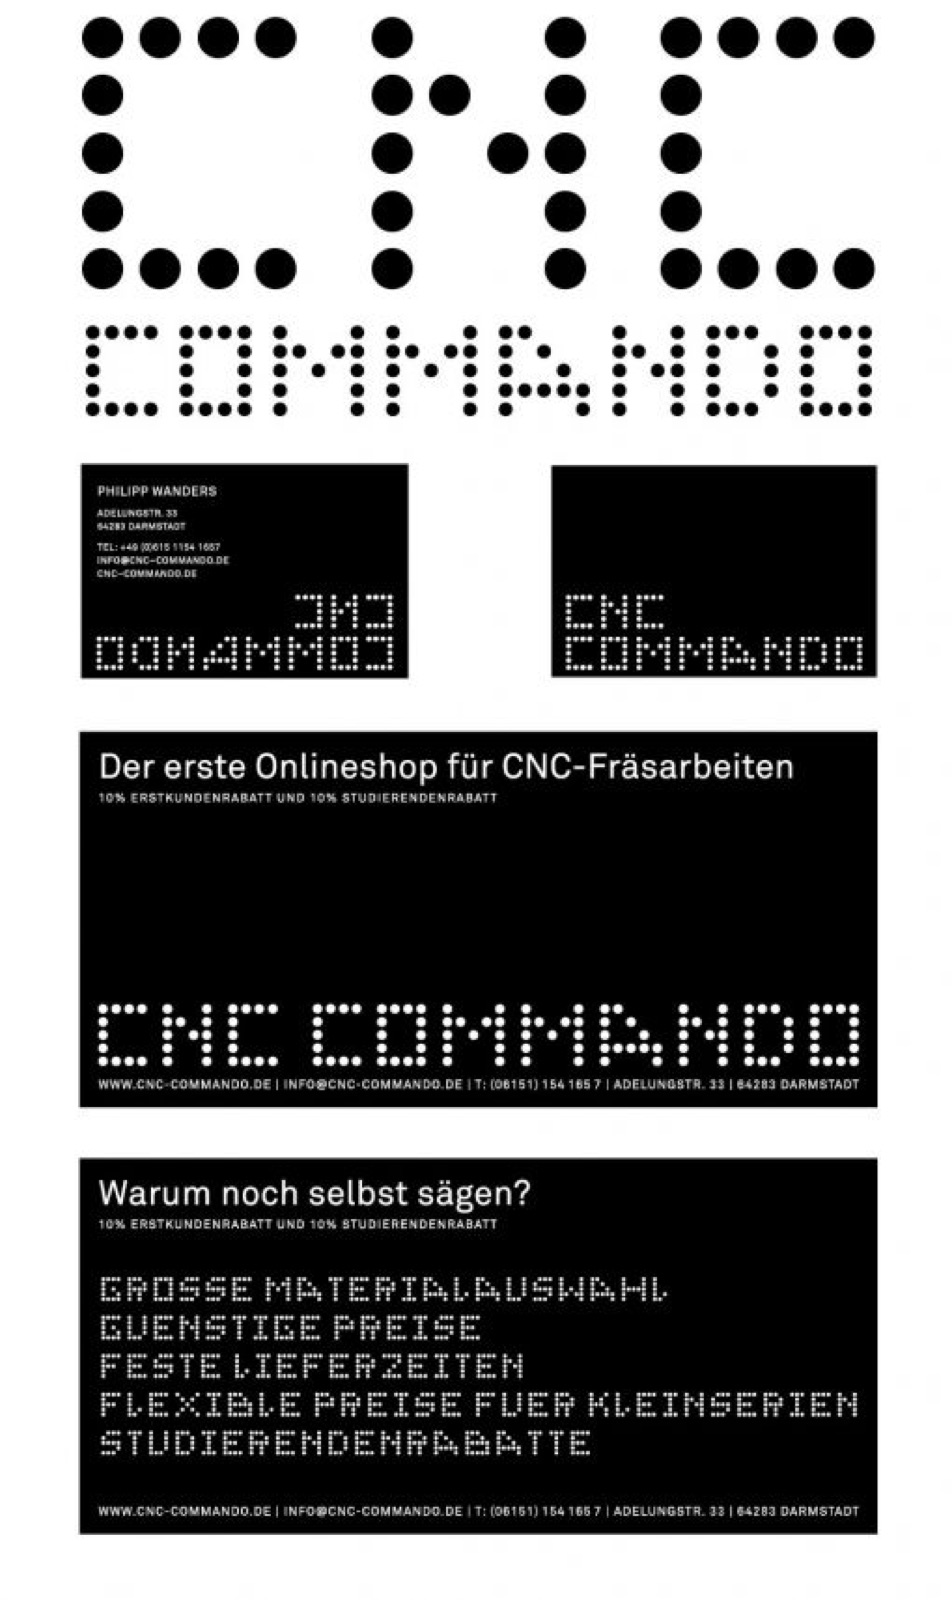 CNC
COMMANDO
PHILIPP WANDERS
ADELUNGSTR. 33
64283 DARMSTADT
TEL: +49 (0)615 1154 1657
INFO@CNC-COMMANDO.DE
CNC-COMMANDO.DE
CNC
COMMANDO
CNC
COMMANDO
Der erste Onlineshop für CNC-Fräsarbeiten
10% ERSTKUNDENRABATT UND 10% STUDIERENDENRABATT
CNC COMMANDO
WWW.CNC-COMMANDO.DE | INFO@CNC-COMMANDO.DE | T: (06151) 154 165 7 | ADELUNGSTR. 33 | 64283 DARMSTADT
Warum noch selbst sägen?
10% ERSTKUNDENRABATT UND 10% STUDIERENDENRABATT
GROSSE MATERIALAUSWAHL
GUENSTIGE PREISE
FESTE LIEFERZEITEN
FLEXIBLE PREISE FUER KLEINSERIEN
STUDIERENDENRABATTE
WWW.CNC-COMMANDO.DE | INFO@CNC-COMMANDO.DE | T: (06151) 154 165 7 | ADELUNGSTR. 33 | 64283 DARMSTADT